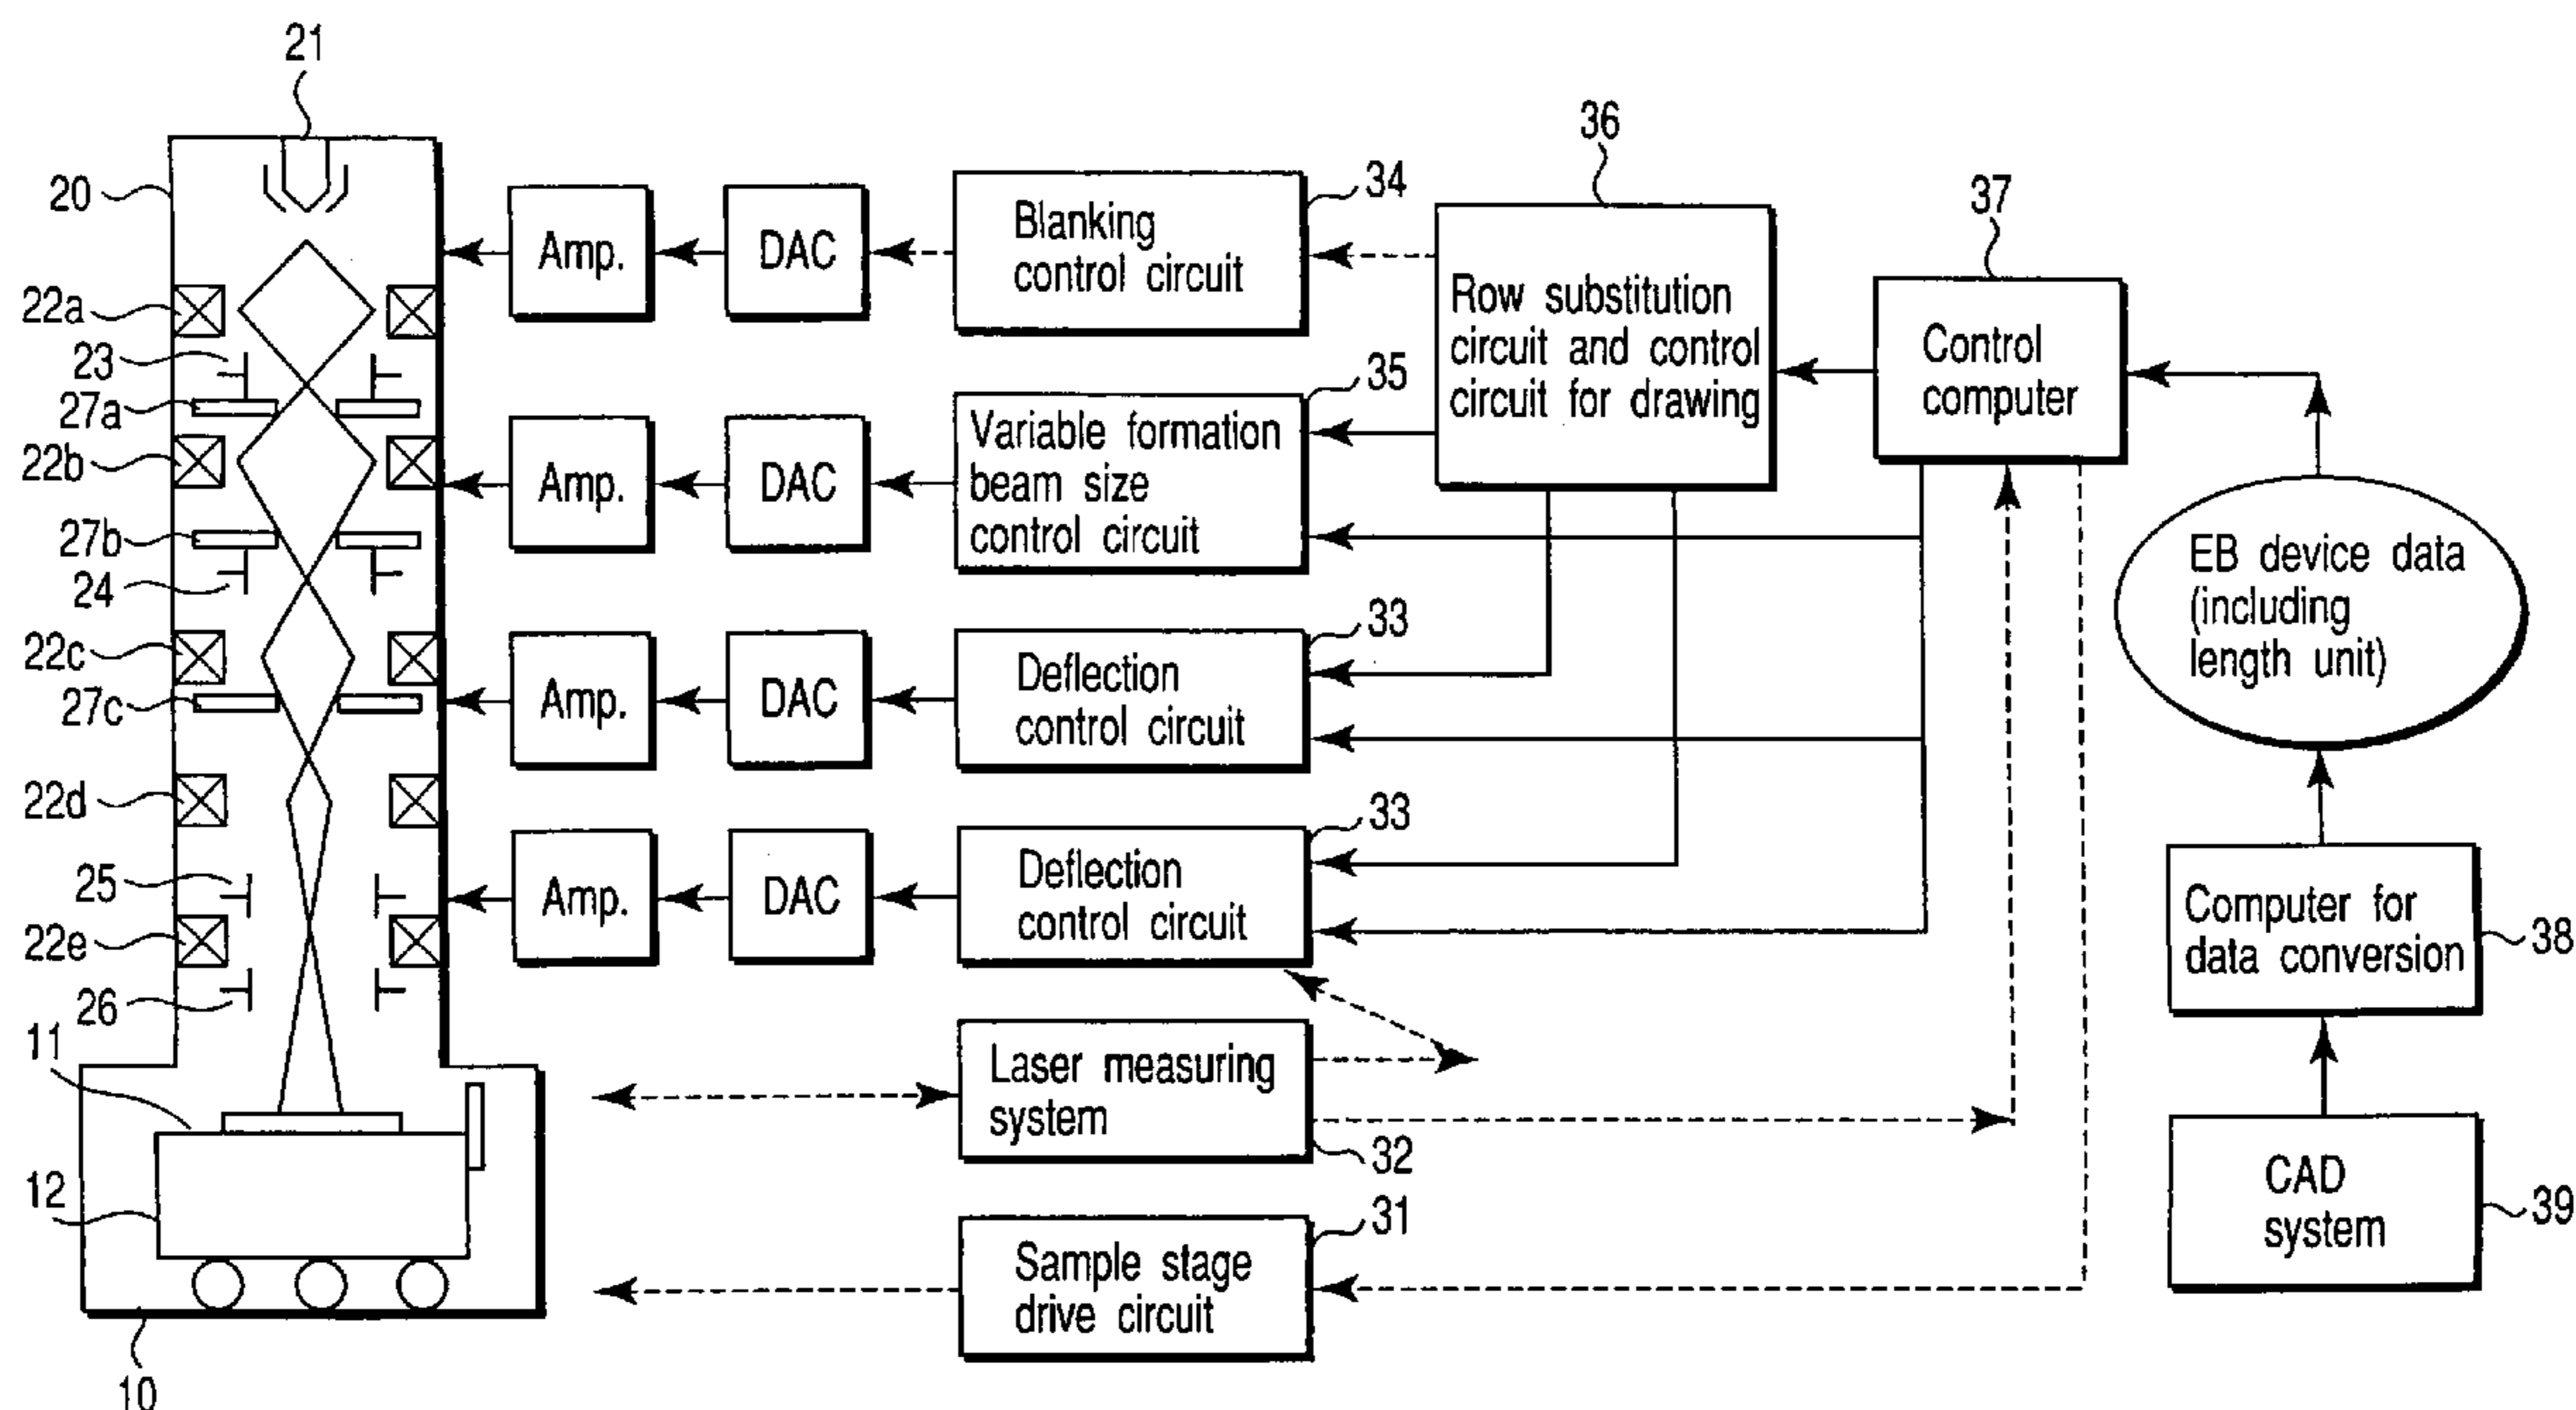 21
20
22a
23
27a
22b
27b
24
22c
27c
22d
25
22e
26
11
12
10
Amp.
DAC
Blanking
control circuit
34
Amp.
DAC
Variable formation
beam size
control circuit
35
Amp.
DAC
Deflection
control circuit
33
Amp.
DAC
Deflection
control circuit
33
Laser measuring
system
32
Sample stage
drive circuit
31
36
Row substitution
circuit and control
circuit for drawing
37
Control
computer
EB device data
(including
length unit)
Computer for
data conversion
38
CAD
system
39